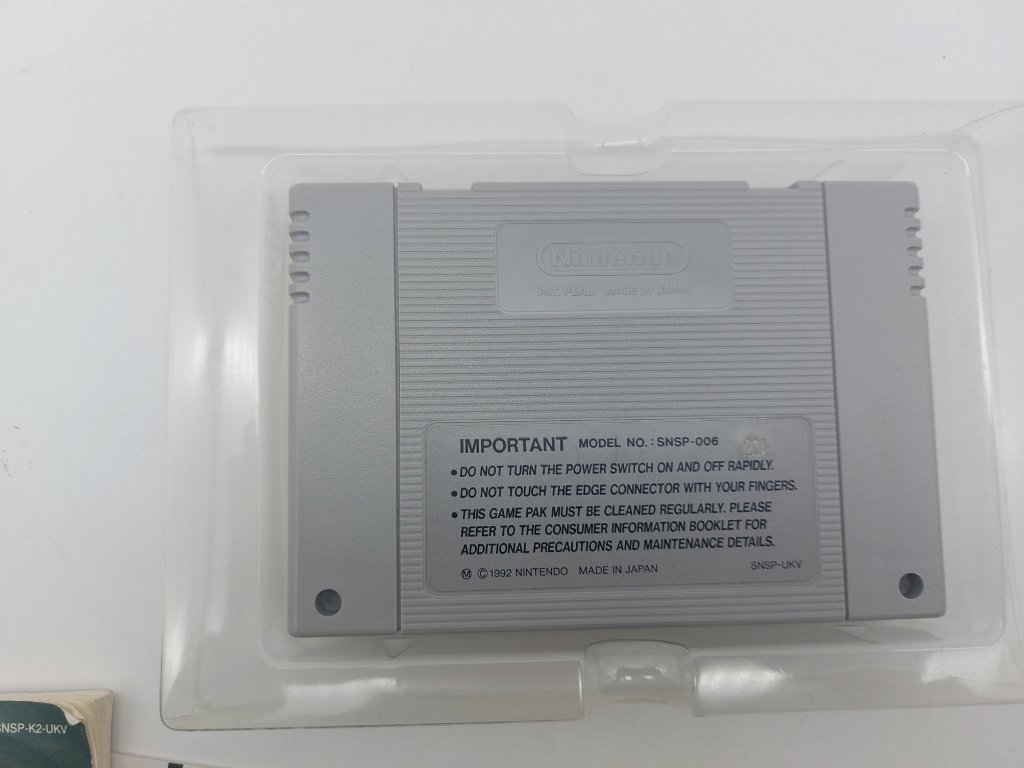 Nintendo
PAT. PEND. MADE IN JAPAN
IMPORTANT MODEL NO. : SNSP-006 201
• DO NOT TURN THE POWER SWITCH ON AND OFF RAPIDLY.
• DO NOT TOUCH THE EDGE CONNECTOR WITH YOUR FINGERS.
• THIS GAME PAK MUST BE CLEANED REGULARLY. PLEASE
REFER TO THE CONSUMER INFORMATION BOOKLET FOR
ADDITIONAL PRECAUTIONS AND MAINTENANCE DETAILS.
Ⓜ © 1992 NINTENDO MADE IN JAPAN SNSP-UKV
SNSP-K2-UKV